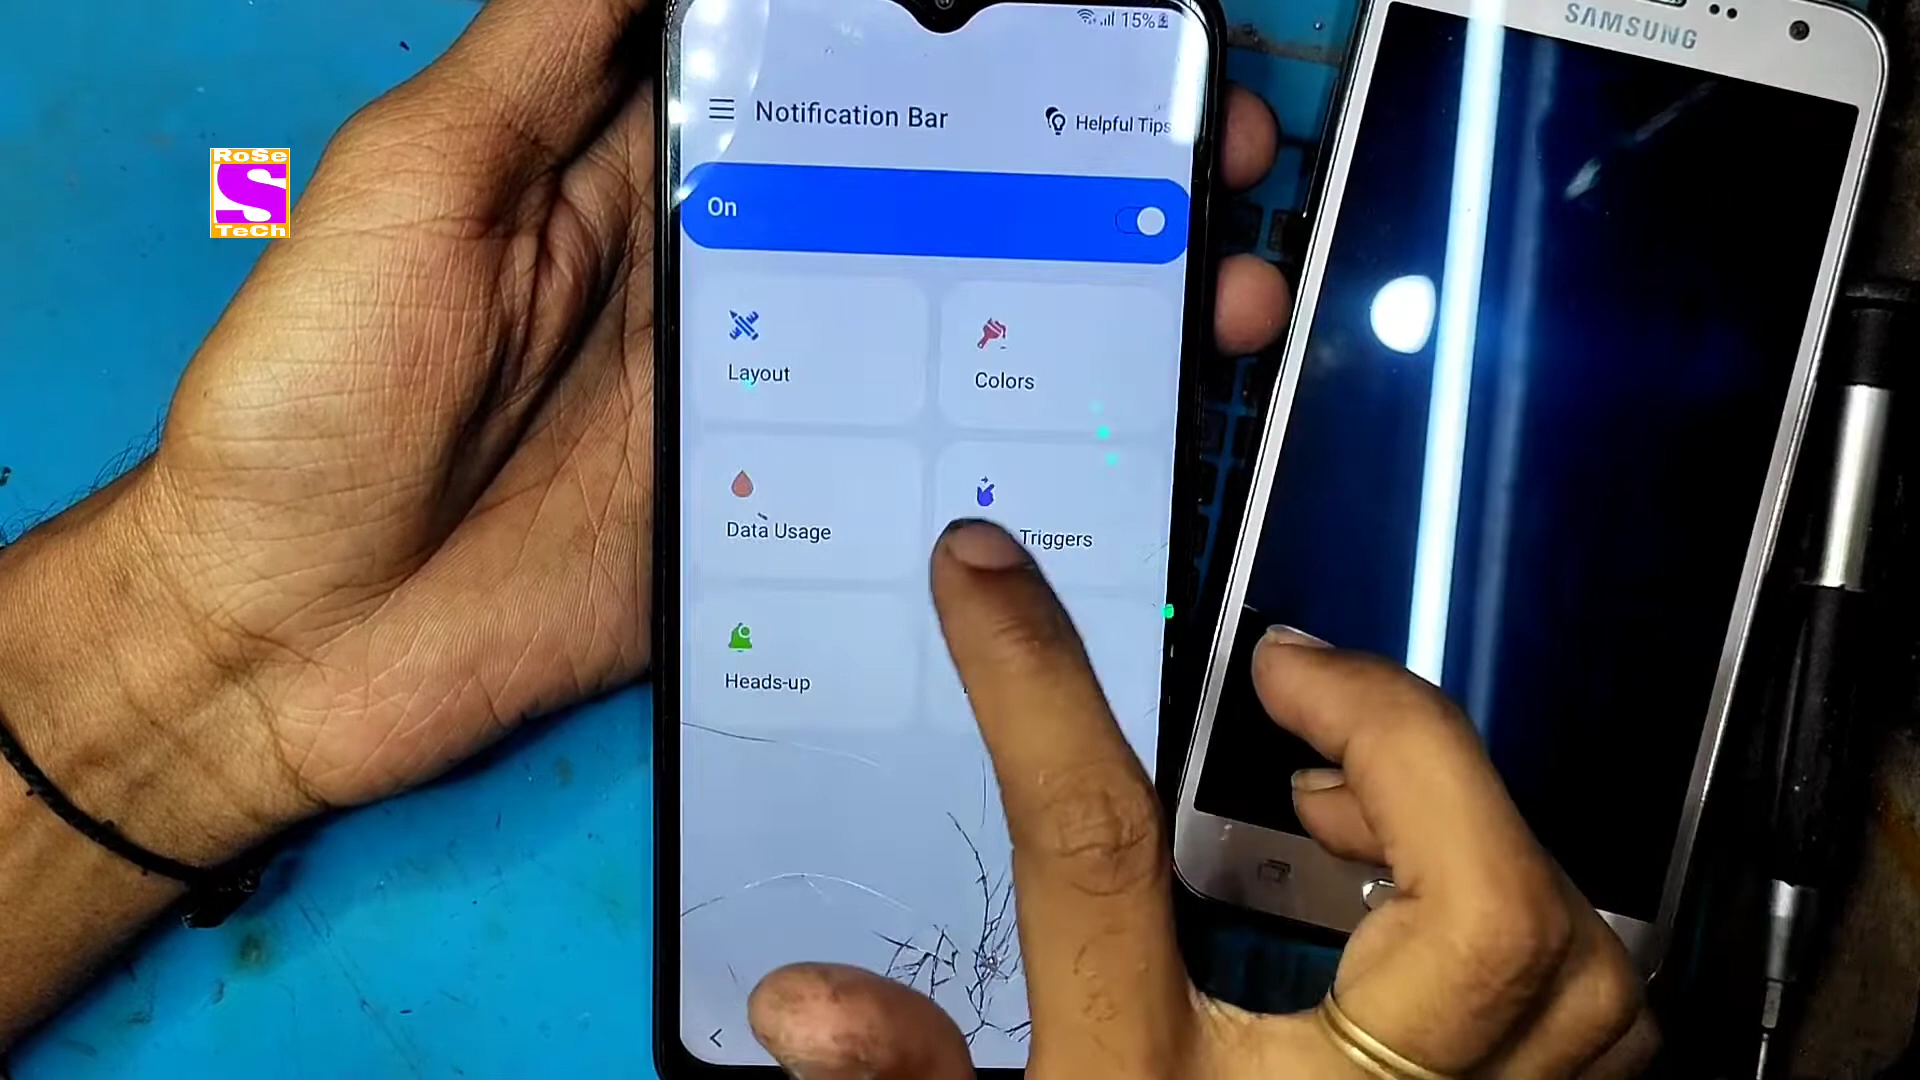 15%
SAMSUNG
Notification Bar
Helpful Tips
RoSe
S
TeCh
On
Layout
Colors
Data Usage
Triggers
Heads-up